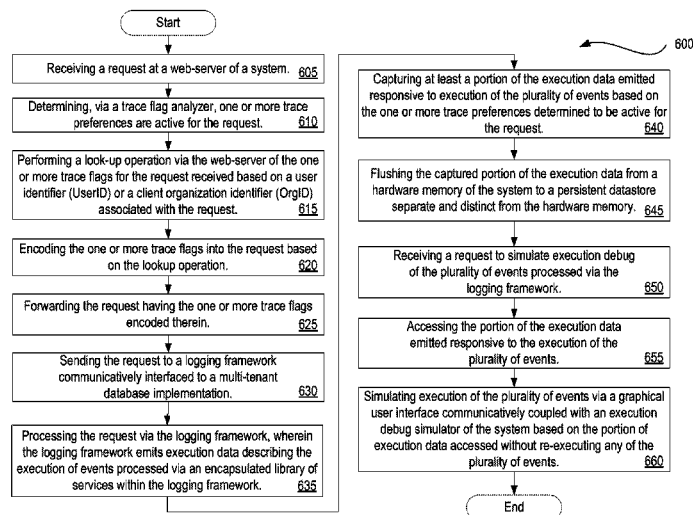 Start
600
Receiving a request at a web-server of a system. 605
Determining, via a trace flag analyzer, one or more trace
preferences are active for the request. 610
Performing a look-up operation via the web-server of the one
or more trace flags for the request received based on a user
identifier (UserID) or a client organization identifier (OrgID)
associated with the request. 615
Encoding the one or more trace flags into the request based
on the lookup operation. 620
Forwarding the request having the one or more trace flags
encoded therein. 625
Sending the request to a logging framework
communicatively interfaced to a multi-tenant
database implementation. 630
Processing the request via the logging framework, wherein
the logging framework emits execution data describing the
execution of events processed via an encapsulated library of
services within the logging framework. 635
Capturing at least a portion of the execution data emitted
responsive to execution of the plurality of events based on
the one or more trace preferences determined to be active for
the request. 640
Flushing the captured portion of the execution data from a
hardware memory of the system to a persistent datastore
separate and distinct from the hardware memory. 645
Receiving a request to simulate execution debug
of the plurality of events processed via the
logging framework. 650
Accessing the portion of the execution data
emitted responsive to the execution of the
plurality of events. 655
Simulating execution of the plurality of events via a graphical
user interface communicatively coupled with an execution
debug simulator of the system based on the portion of
execution data accessed without re-executing any of the
plurality of events. 660
End